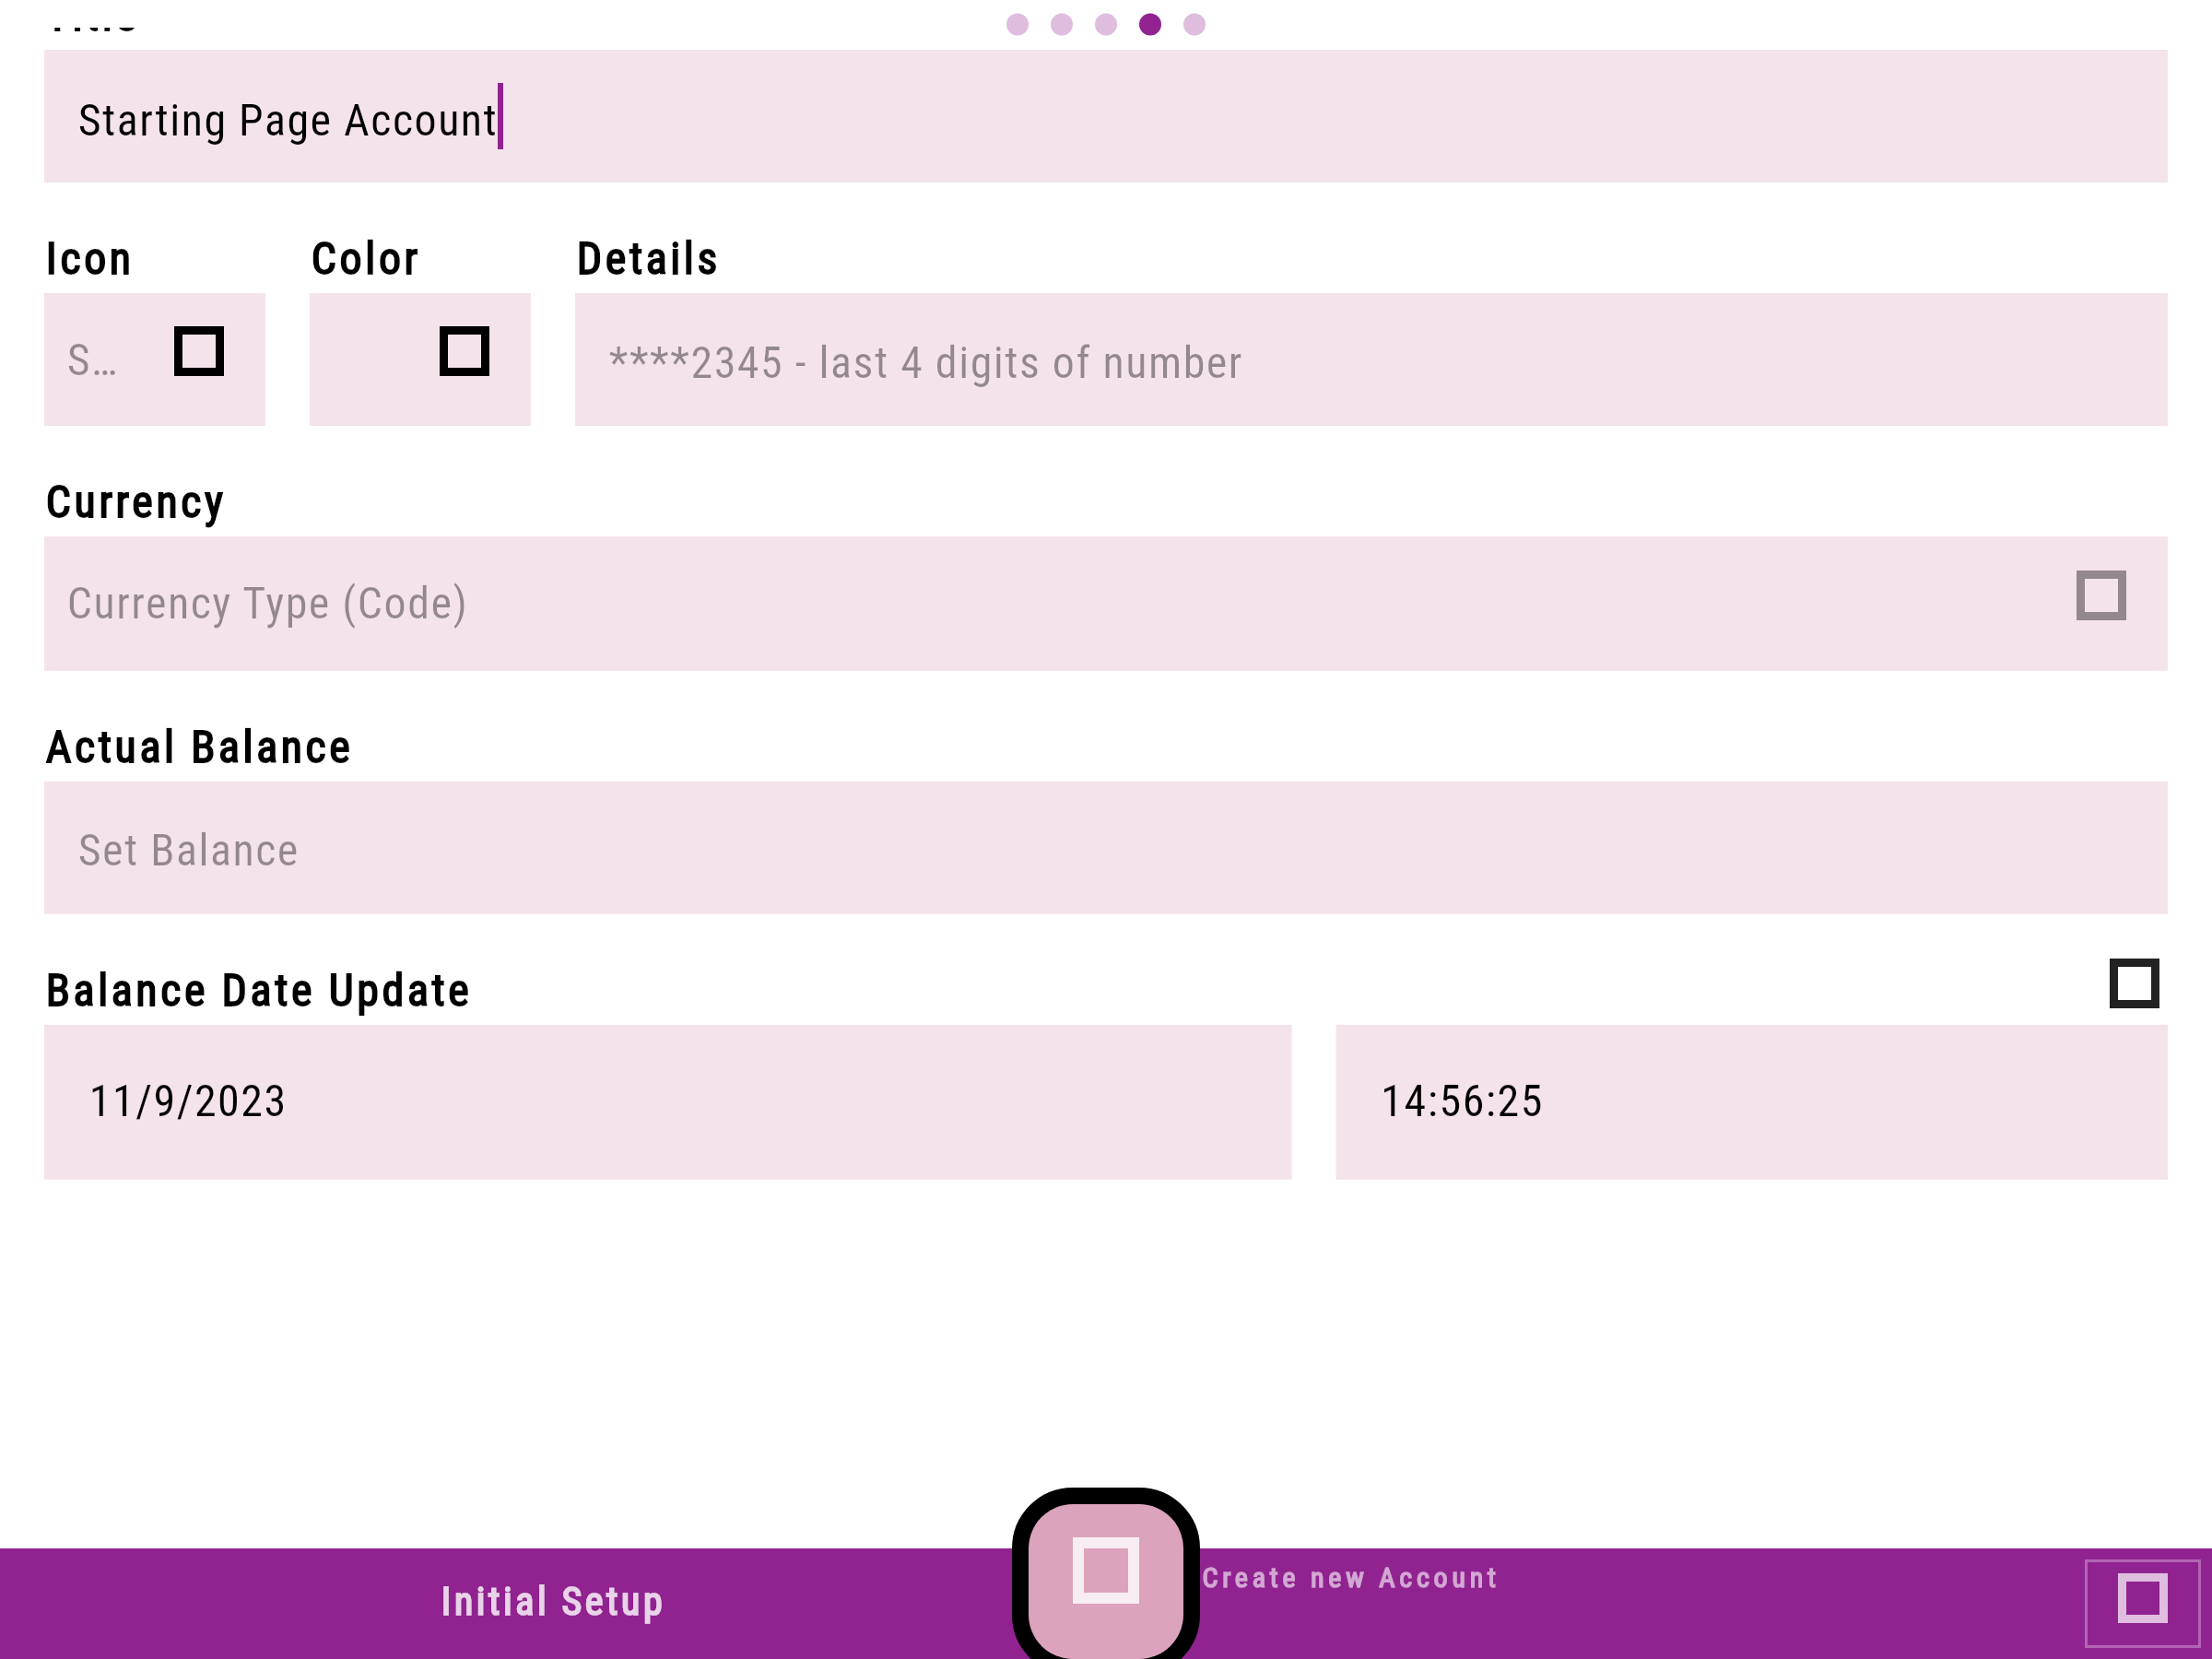 Starting Page Account
Icon
Color
Details
S…
****2345 - last 4 digits of number
Currency
Currency Type (Code)
Actual Balance
Set Balance
Balance Date Update
11/9/2023
14:56:25
Initial Setup
Create new Account